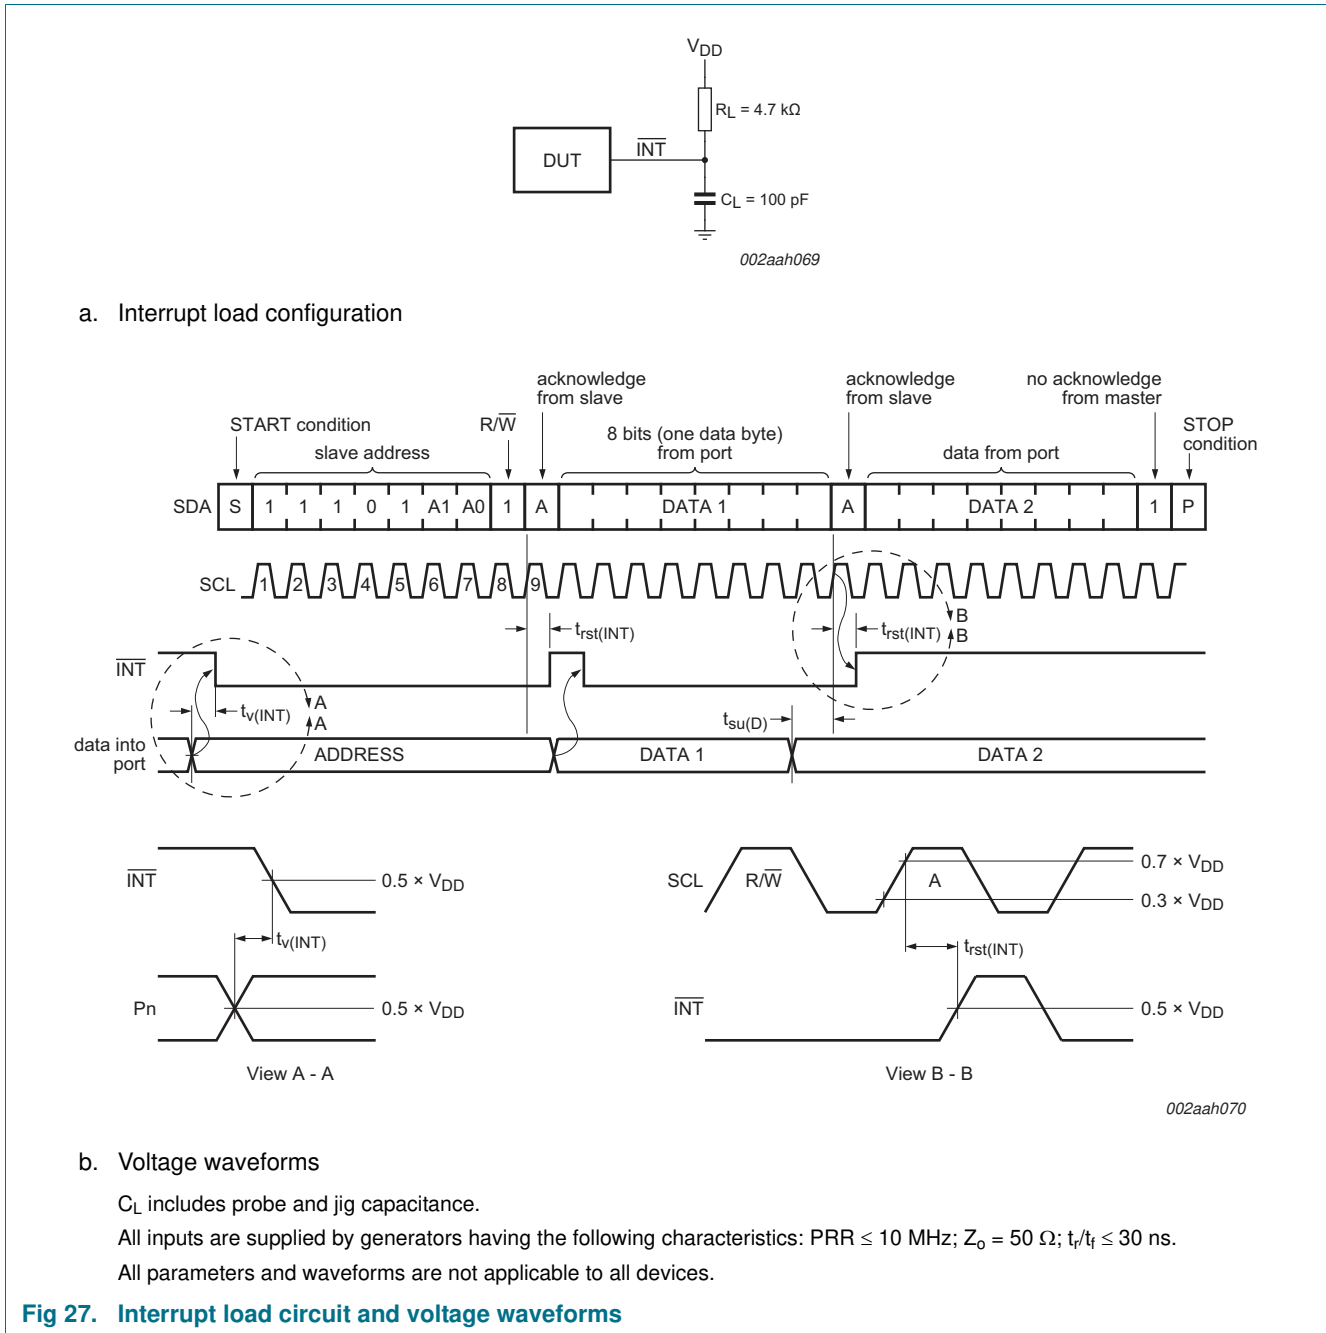 VDD
RL = 4.7 kΩ
DUT
INT
CL = 100 pF
002aah069
a. Interrupt load configuration
acknowledge from slave
acknowledge from slave
no acknowledge from master
START condition
R/W
8 bits (one data byte) from port
STOP condition
slave address
data from port
SDA S 1 1 1 0 1 A1 A0 1 A DATA 1 A DATA 2 1 P
SCL 1 2 3 4 5 6 7 8 9
B
B
trst(INT)
trst(INT)
INT
A
A
tv(INT)
tsu(D)
data into port
ADDRESS
DATA 1
DATA 2
INT
0.5 × VDD
tv(INT)
Pn
0.5 × VDD
View A - A
SCL
R/W
A
0.7 × VDD
0.3 × VDD
trst(INT)
INT
0.5 × VDD
View B - B
002aah070
b. Voltage waveforms
CL includes probe and jig capacitance.
All inputs are supplied by generators having the following characteristics: PRR ≤ 10 MHz; Zo = 50 Ω; tr/tf ≤ 30 ns.
All parameters and waveforms are not applicable to all devices.
Fig 27. Interrupt load circuit and voltage waveforms